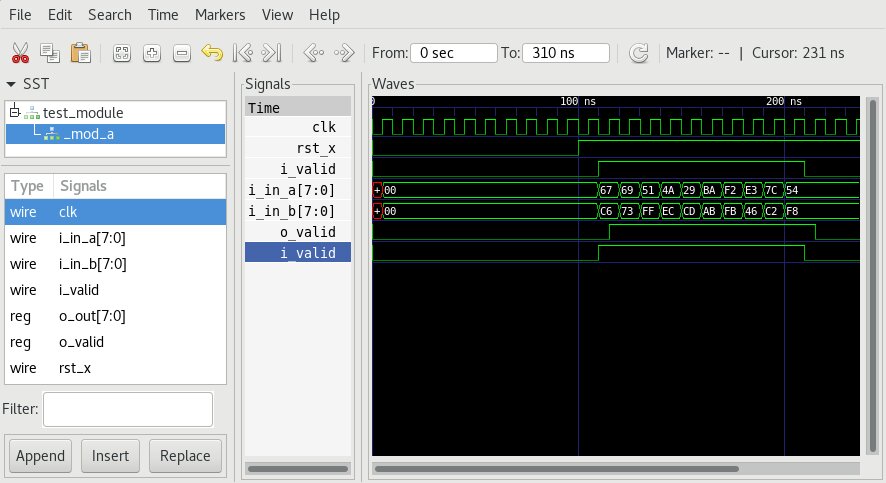 File Edit Search Time Markers View Help
From: 0 sec To: 310 ns Marker: -- | Cursor: 231 ns
SST
test_module
_mod_a
Type Signals
wire clk
wire i_in_a[7:0]
wire i_in_b[7:0]
wire i_valid
reg o_out[7:0]
reg o_valid
wire rst_x
Filter:
Append Insert Replace
Signals
Time
clk
rst_x
i_valid
i_in_a[7:0]
i_in_b[7:0]
o_valid
i_valid
Waves
0 100 ns 200 ns
+ 00 67 69 51 4A 29 BA F2 E3 7C 54
+ 00 C6 73 FF EC CD AB FB 46 C2 F8